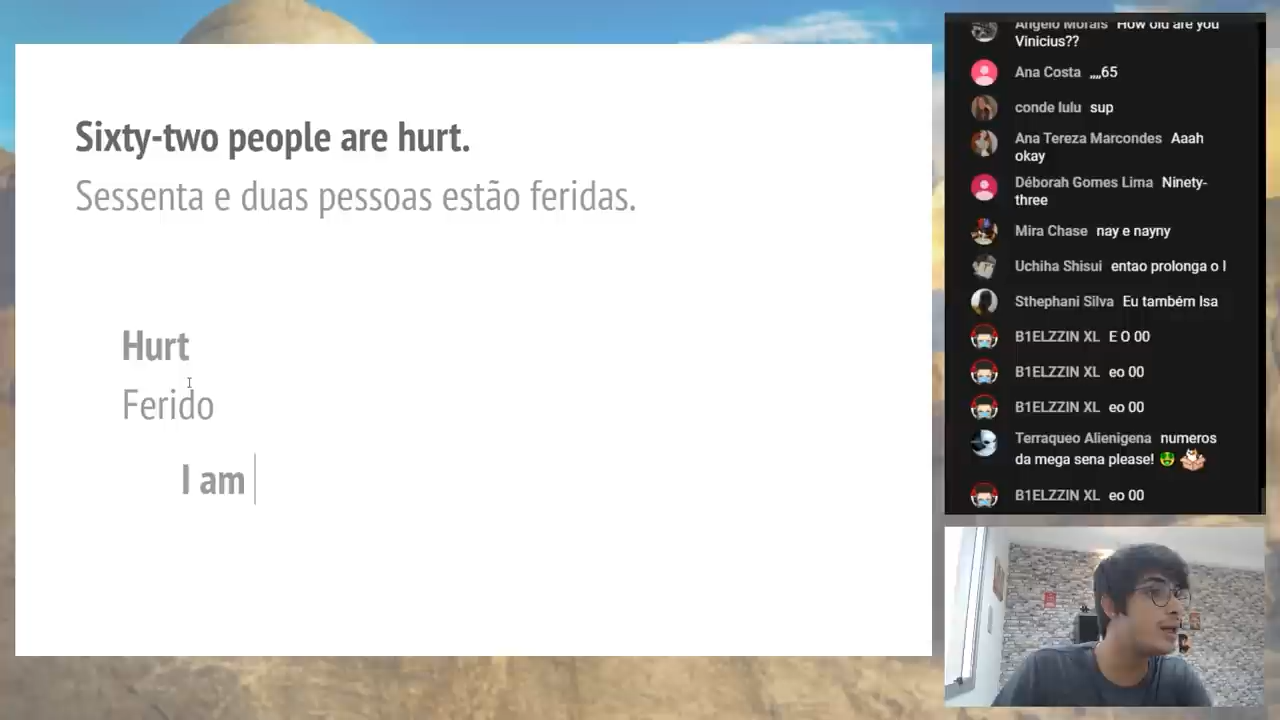 Sixty-two people are hurt.
Sessenta e duas pessoas estão feridas.
Hurt
Ferido
I am
Angelo Morais How old are you
Vinicius??
Ana Costa ,,,,65
conde lulu sup
Ana Tereza Marcondes Aaah
okay
Déborah Gomes Lima Ninety-
three
Mira Chase nay e nayny
Uchiha Shisui entao prolonga o I
Sthephani Silva Eu também Isa
B1ELZZIN XL E O 00
B1ELZZIN XL eo 00
B1ELZZIN XL eo 00
Terraqueo Alienigena numeros
da mega sena please!
B1ELZZIN XL eo 00